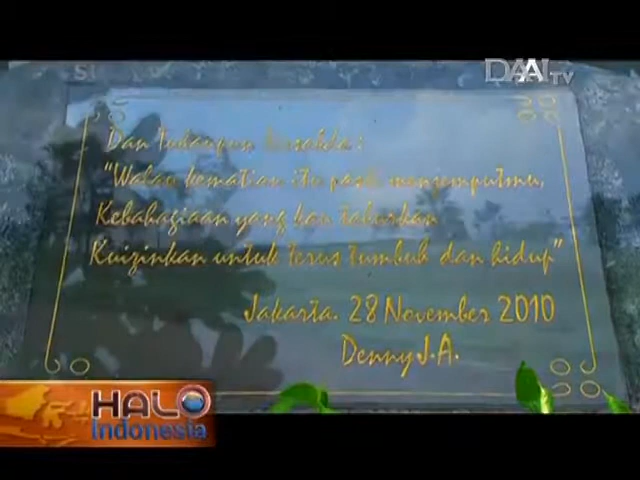 DAAI TV
Dan Tuhanpun bersabda:
"Walau kematian itu pasti menjemputmu,
Kebahagiaan yang kau taburkan
Kuizinkan untuk terus tumbuh dan hidup"
Jakarta. 28 November 2010
Denny J.A.
HALO
Indonesia